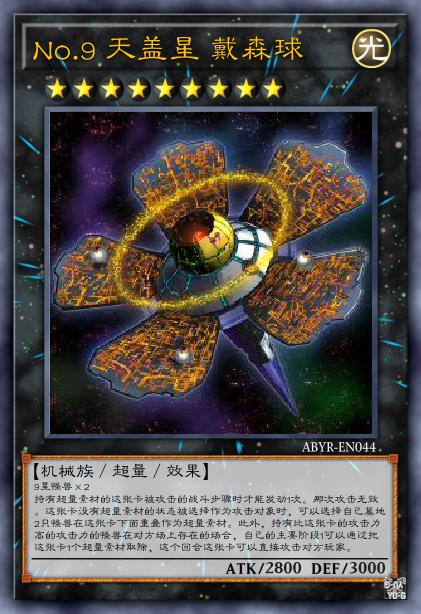 No.9 天盖星 戴森球
光
ABYR-EN044
【机械族／超量／效果】
9星怪兽×2
持有超量素材的这张卡被攻击的战斗步骤时才能发动1次。那次攻击无效
。这张卡没有超量素材的状态被选择作为攻击对象时，可以选择自己墓地
2只怪兽在这张卡下面重叠作为超量素材。此外，持有比这张卡的攻击力
高的攻击力的怪兽在对方场上存在的场合，自己的主要阶段1可以通过把
这张卡1个超量素材取除，这个回合这张卡可以直接攻击对方玩家。
ATK/2800 DEF/3000